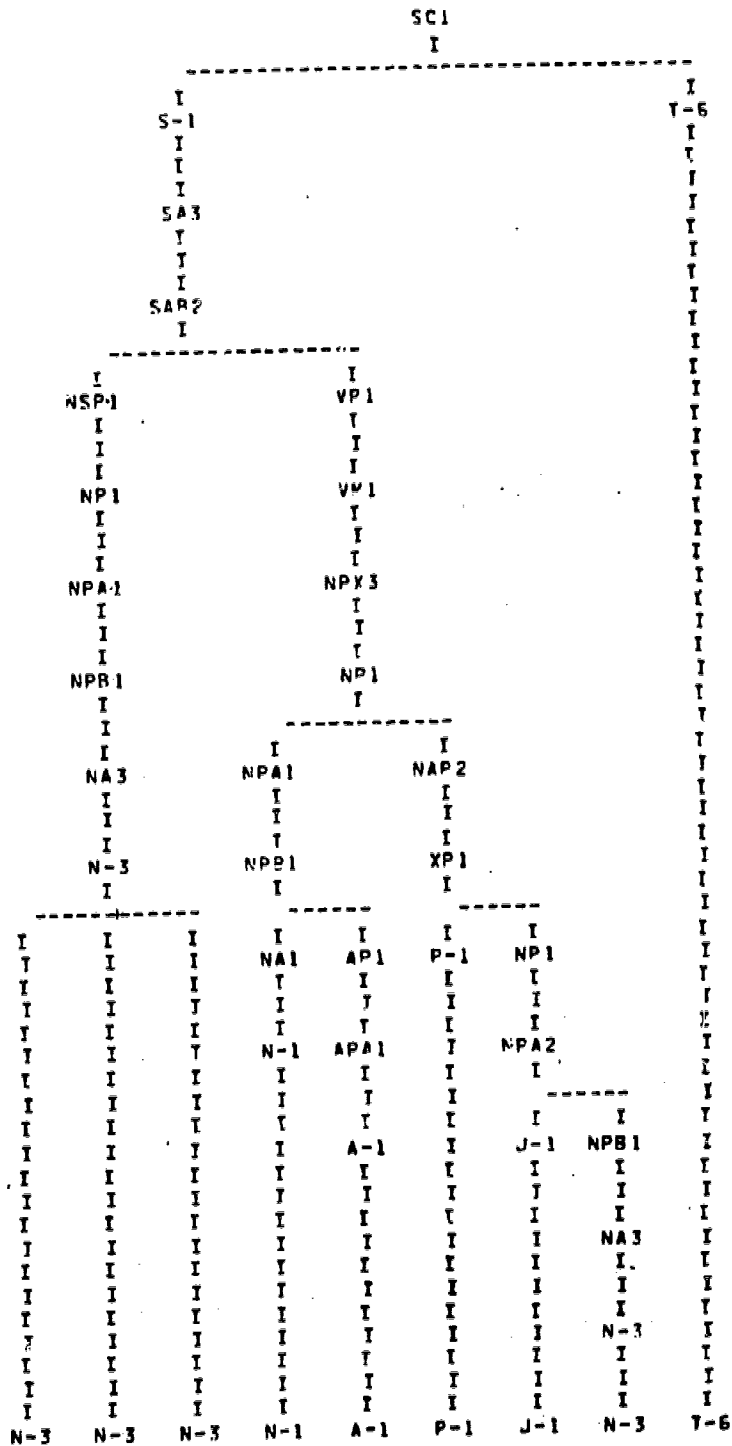 SC1
S-1 T-6
SA3
SAB2
NSP1 VP1
NP1 VM1
NPA1 NPX3
NPB1 NP1
NA3 NPA1 NAP2
N-3 NPB1 XP1
NA1 AP1 P-1 NP1
N-1 APA1 NPA2
A-1 J-1 NPB1
NA3
N-3
N-3 N-3 N-3 N-1 A-1 P-1 J-1 N-3 T-6